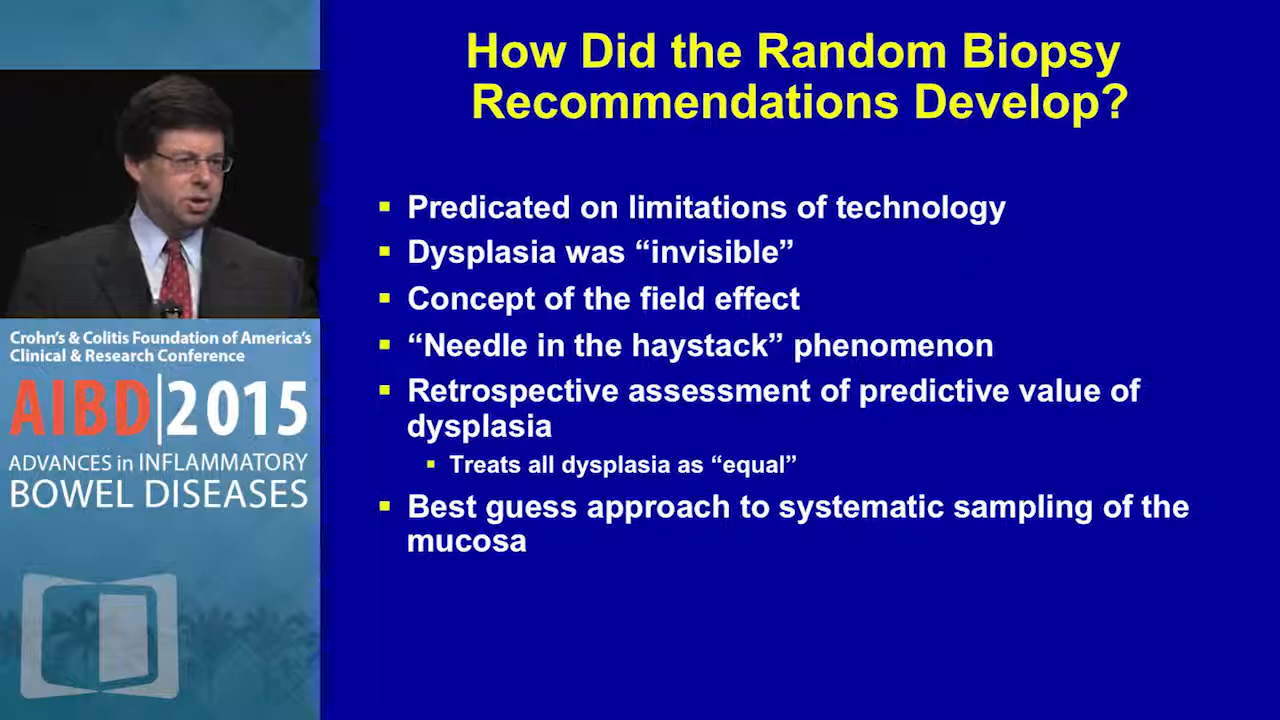 How Did the Random Biopsy
Recommendations Develop?
Predicated on limitations of technology
Dysplasia was “invisible”
Concept of the field effect
“Needle in the haystack” phenomenon
Retrospective assessment of predictive value of
dysplasia
Treats all dysplasia as “equal”
Best guess approach to systematic sampling of the
mucosa
Crohn’s & Colitis Foundation of America’s
Clinical & Research Conference
AIBD|2015
ADVANCES in INFLAMMATORY
BOWEL DISEASES